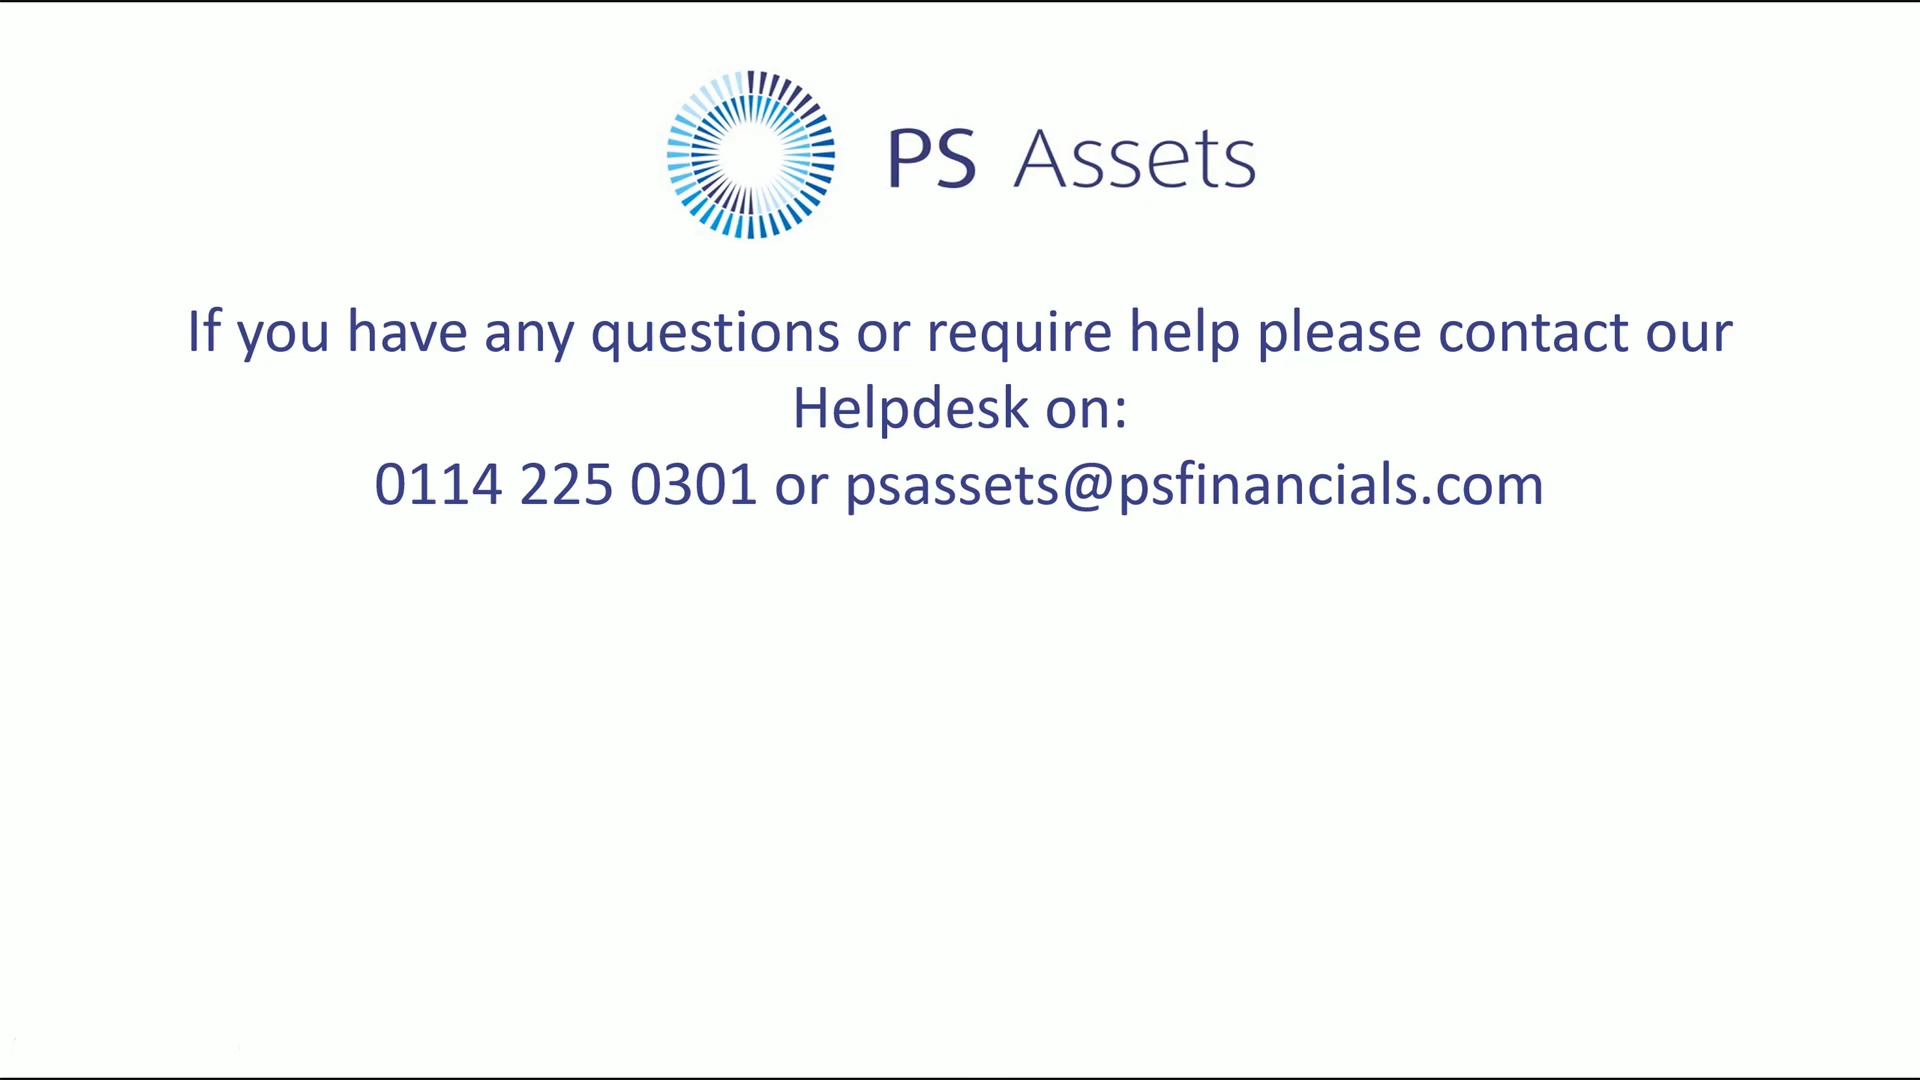 PS Assets
If you have any questions or require help please contact our
Helpdesk on:
0114 225 0301 or psassets@psfinancials.com